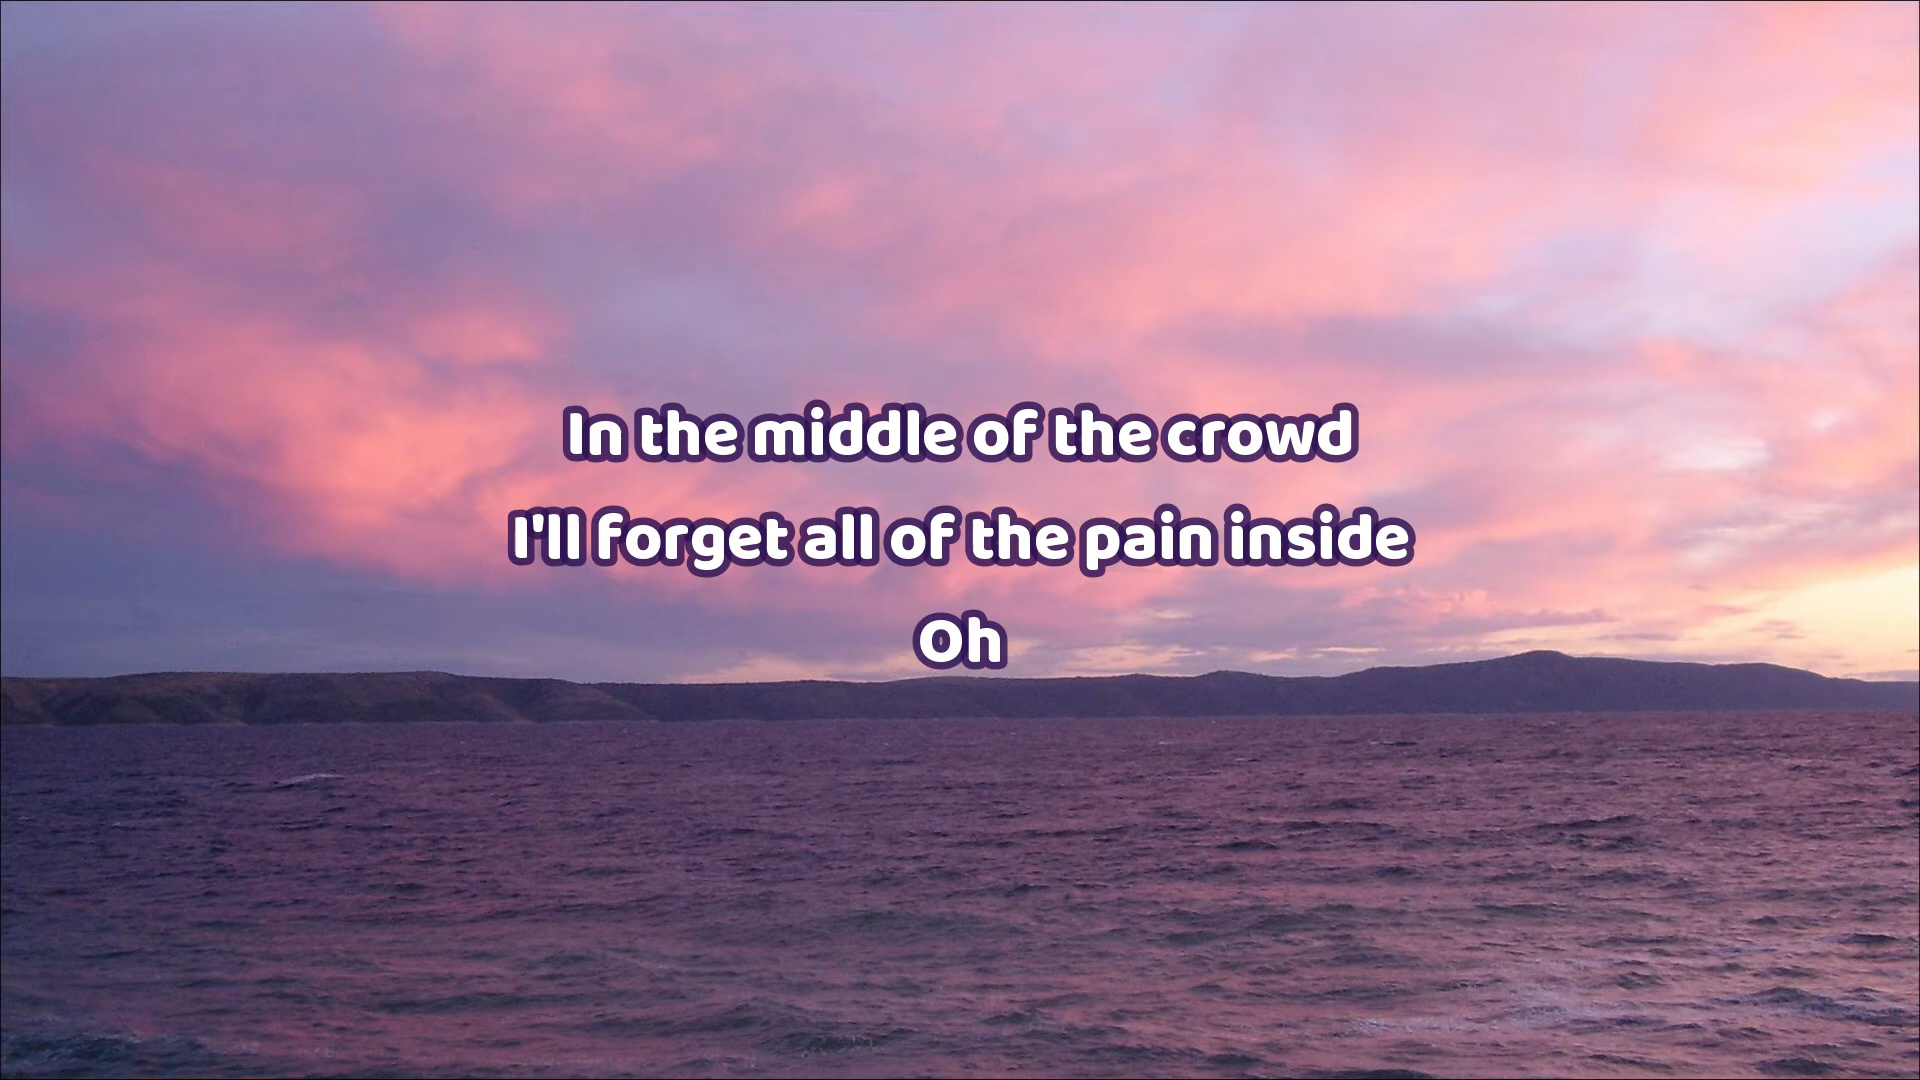 In the middle of the crowd
I'll forget all of the pain inside
Oh